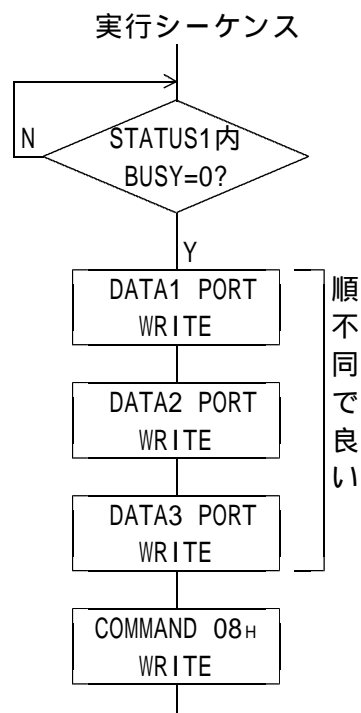 実行シーケンス
N
STATUS1内
BUSY=0?
Y
DATA1 PORT
WRITE
DATA2 PORT
WRITE
DATA3 PORT
WRITE
順不同で良い
COMMAND 08H
WRITE